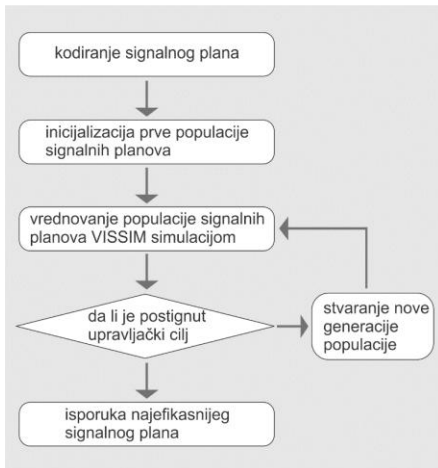 kodiranje signalnog plana
inicijalizacija prve populacije
signalnih planova
vrednovanje populacije signalnih
planova VISSIM simulacijom
da li je postignut
upravljački cilj
stvaranje nove
generacije
populacije
isporuka najefikasnijeg
signalnog plana